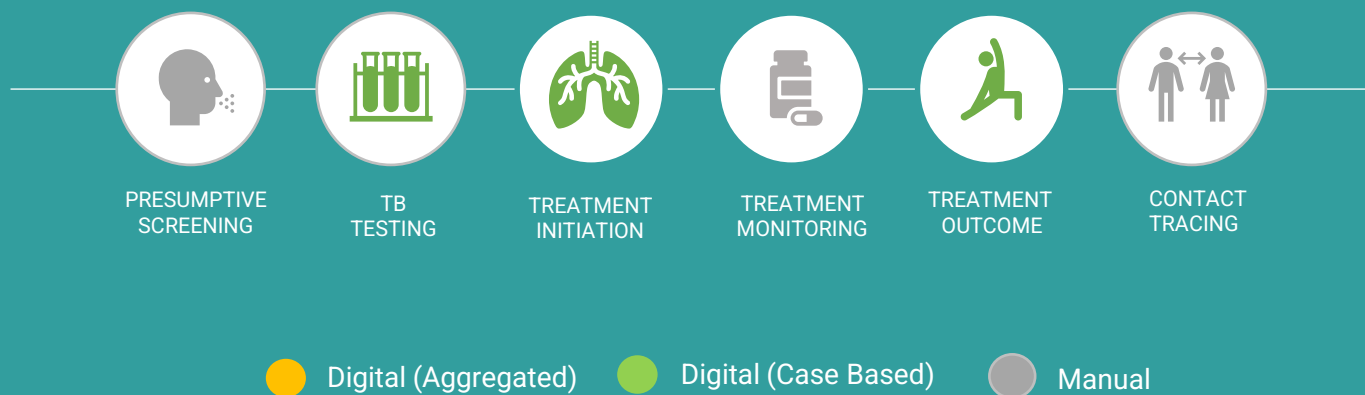 PRESUMPTIVE
SCREENING
TB
TESTING
TREATMENT
INITIATION
TREATMENT
MONITORING
TREATMENT
OUTCOME
CONTACT
TRACING
Digital (Aggregated)
Digital (Case Based)
Manual